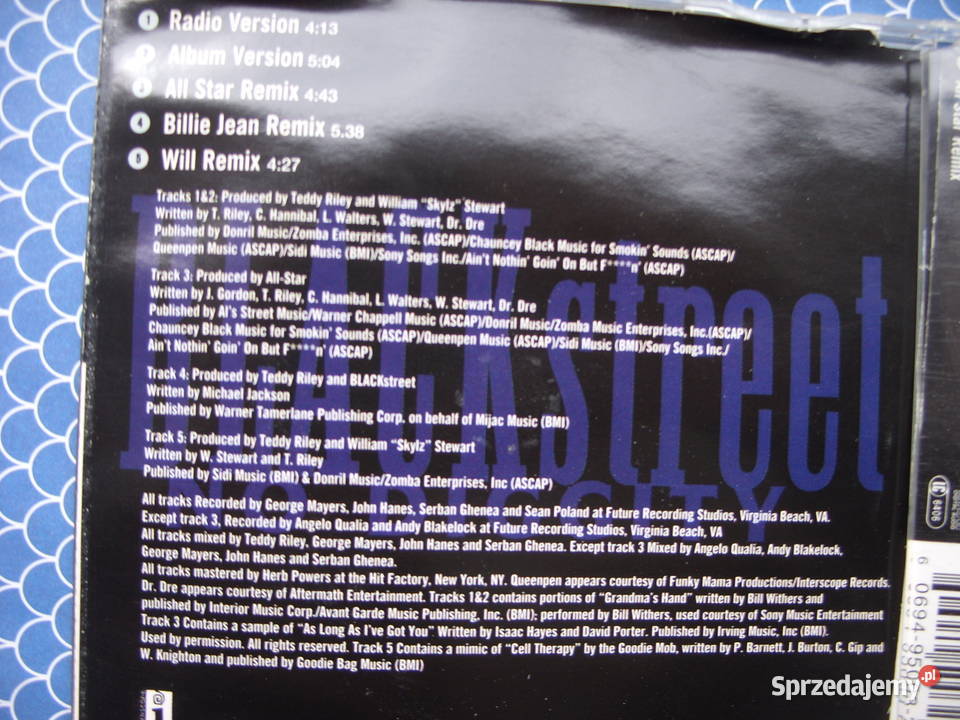 1 Radio Version 4:13
2 Album Version 5:04
3 All Star Remix 4:43
4 Billie Jean Remix 5.38
5 Will Remix 4:27
Tracks 1&2: Produced by Teddy Riley and William "Skylz" Stewart
Written by T. Riley, C. Hannibal, L. Walters, W. Stewart, Dr. Dre
Published by Donril Music/Zomba Enterprises, Inc. (ASCAP)/Chauncey Black Music for Smokin' Sounds (ASCAP)/
Queenpen Music (ASCAP)/Sidi Music (BMI)/Sony Songs Inc./Ain't Nothin' Goin' On But F****n' (ASCAP)
Track 3: Produced by All-Star
Written by J. Gordon, T. Riley, C. Hannibal, L. Walters, W. Stewart, Dr. Dre
Published by Al's Street Music/Warner Chappell Music (ASCAP)/Donril Music/Zomba Music Enterprises, Inc.(ASCAP)/
Chauncey Black Music for Smokin' Sounds (ASCAP)/Queenpen Music (ASCAP)/Sidi Music (BMI)/Sony Songs Inc./
Ain't Nothin' Goin' On But F****n' (ASCAP)
Track 4: Produced by Teddy Riley and BLACKstreet
Written by Michael Jackson
Published by Warner Tamerlane Publishing Corp. on behalf of Mijac Music (BMI)
Track 5: Produced by Teddy Riley and William "Skylz" Stewart
Written by W. Stewart and T. Riley
Published by Sidi Music (BMI) & Donril Music/Zomba Enterprises, Inc (ASCAP)
All tracks Recorded by George Mayers, John Hanes, Serban Ghenea and Sean Poland at Future Recording Studios, Virginia Beach, VA.
Except track 3, Recorded by Angelo Qualia and Andy Blakelock at Future Recording Studios, Virginia Beach, VA
All tracks mixed by Teddy Riley, George Mayers, John Hanes and Serban Ghenea. Except track 3 Mixed by Angelo Qualia, Andy Blakelock,
George Mayers, John Hanes and Serban Ghenea.
All tracks mastered by Herb Powers at the Hit Factory, New York, NY. Queenpen appears courtesy of Funky Mama Productions/Interscope Records.
Dr. Dre appears courtesy of Aftermath Entertainment. Tracks 1&2 contains portions of "Grandma's Hand" written by Bill Withers and
published by Interior Music Corp./Avant Garde Music Publishing, Inc. (BMI); performed by Bill Withers, used courtesy of Sony Music Entertainment
Track 3 Contains a sample of "As Long As I've Got You" Written by Isaac Hayes and David Porter. Published by Irving Music, Inc (BMI).
Used by permission. All rights reserved. Track 5 Contains a mimic of "Cell Therapy" by the Goodie Mob, written by P. Barnett, J. Burton, C. Gip and
W. Knighton and published by Goodie Bag Music (BMI)
BLACKstreet
DIGGITY
All Star Remix
LC 6406
6 0694-950
Sprzedajemy.pl